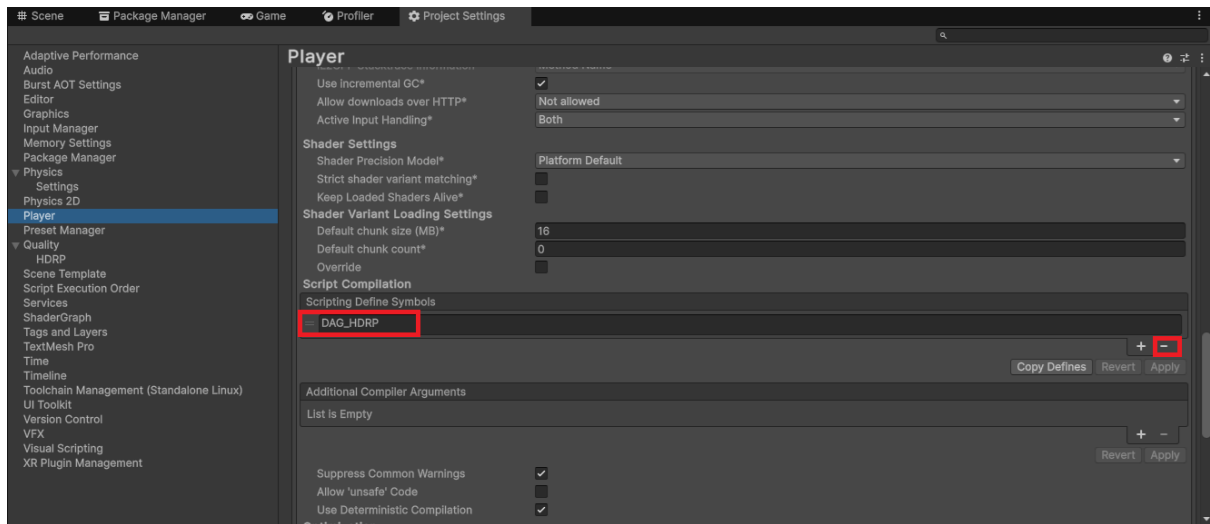 Scene Package Manager Game Profiler Project Settings
Adaptive Performance
Audio
Burst AOT Settings
Editor
Graphics
Input Manager
Memory Settings
Package Manager
Physics
Settings
Physics 2D
Player
Preset Manager
Quality
HDRP
Scene Template
Script Execution Order
Services
ShaderGraph
Tags and Layers
TextMesh Pro
Time
Timeline
Toolchain Management (Standalone Linux)
UI Toolkit
Version Control
VFX
Visual Scripting
XR Plugin Management
Player
Use incremental GC*
Allow downloads over HTTP* Not allowed
Active Input Handling* Both
Shader Settings
Shader Precision Model* Platform Default
Strict shader variant matching*
Keep Loaded Shaders Alive*
Shader Variant Loading Settings
Default chunk size (MB)* 16
Default chunk count* 0
Override
Script Compilation
Scripting Define Symbols
DAG_HDRP
+ -
Copy Defines Revert Apply
Additional Compiler Arguments
List is Empty
+ -
Revert Apply
Suppress Common Warnings
Allow 'unsafe' Code
Use Deterministic Compilation